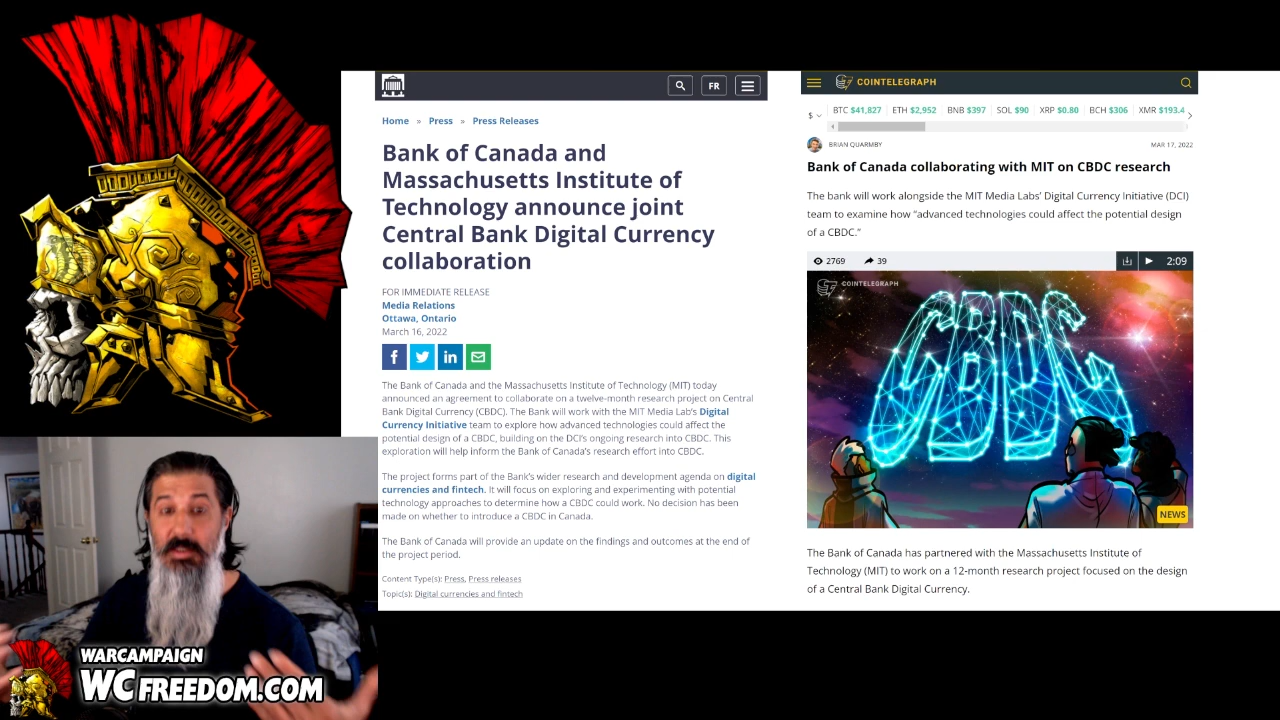 FR
Home » Press » Press Releases
Bank of Canada and
Massachusetts Institute of
Technology announce joint
Central Bank Digital Currency
collaboration
FOR IMMEDIATE RELEASE
Media Relations
Ottawa, Ontario
March 16, 2022
The Bank of Canada and the Massachusetts Institute of Technology (MIT) today
announced an agreement to collaborate on a twelve-month research project on Central
Bank Digital Currency (CBDC). The Bank will work with the MIT Media Lab's Digital
Currency Initiative team to explore how advanced technologies could affect the
potential design of a CBDC, building on the DCI's ongoing research into CBDC. This
exploration will help inform the Bank of Canada's research effort into CBDC.
The project forms part of the Bank's wider research and development agenda on digital
currencies and fintech. It will focus on exploring and experimenting with potential
technology approaches to determine how a CBDC could work. No decision has been
made on whether to introduce a CBDC in Canada.
The Bank of Canada will provide an update on the findings and outcomes at the end of
the project period.
Content Type(s): Press, Press releases
Topic(s): Digital currencies and fintech
COINTELEGRAPH
$ BTC $41,827 ETH $2,952 BNB $397 SOL $90 XRP $0.80 BCH $306 XMR $193.4
BRIAN QUARMBY MAR 17, 2022
Bank of Canada collaborating with MIT on CBDC research
The bank will work alongside the MIT Media Labs' Digital Currency Initiative (DCI)
team to examine how "advanced technologies could affect the potential design
of a CBDC."
2769 39 2:09
COINTELEGRAPH
CBDC
NEWS
The Bank of Canada has partnered with the Massachusetts Institute of
Technology (MIT) to work on a 12-month research project focused on the design
of a Central Bank Digital Currency.
WARCAMPAIGN
WCFREEDOM.COM